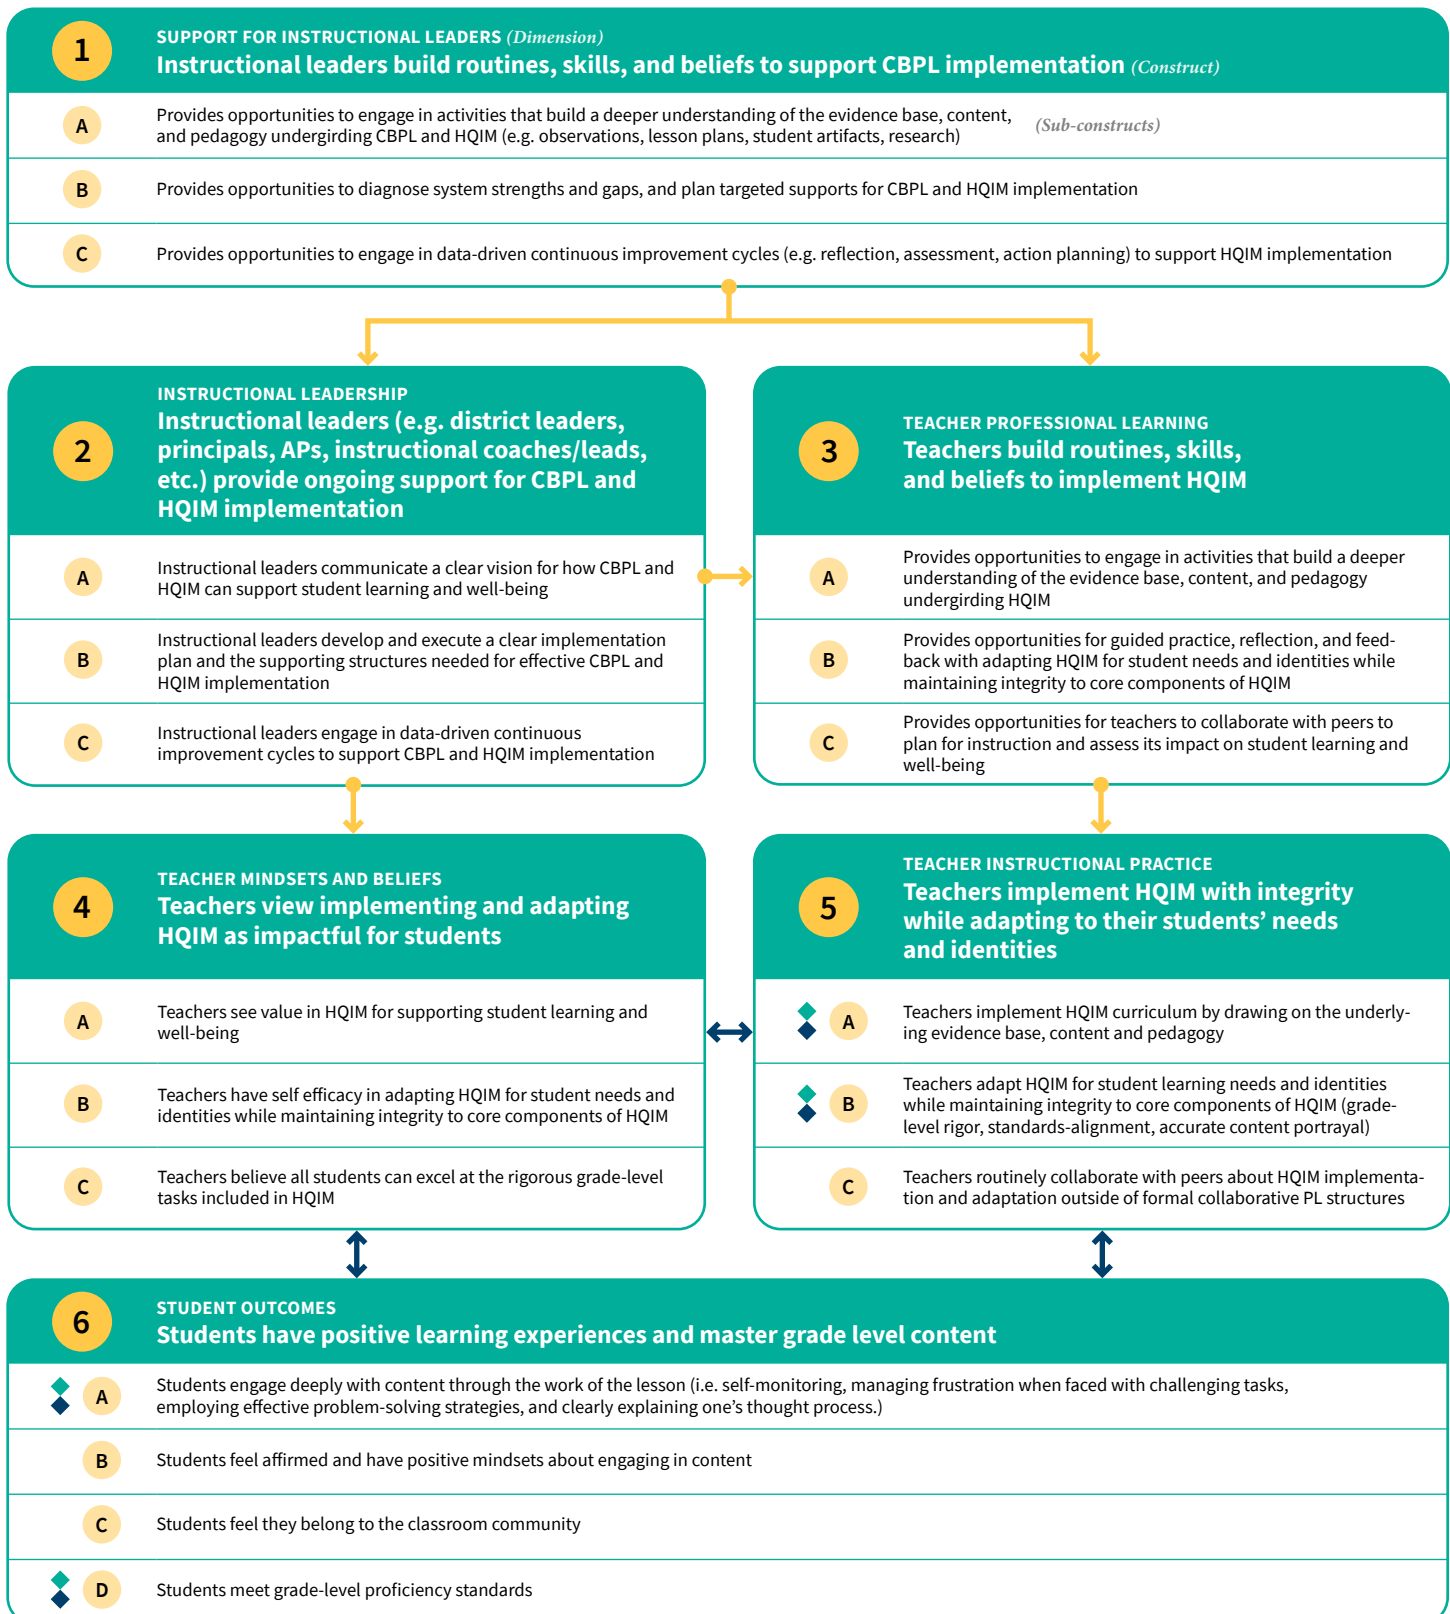 1
SUPPORT FOR INSTRUCTIONAL LEADERS (Dimension)
Instructional leaders build routines, skills, and beliefs to support CBPL implementation (Construct)
A
Provides opportunities to engage in activities that build a deeper understanding of the evidence base, content,
and pedagogy undergirding CBPL and HQIM (e.g. observations, lesson plans, student artifacts, research)
(Sub-constructs)
B
Provides opportunities to diagnose system strengths and gaps, and plan targeted supports for CBPL and HQIM implementation
C
Provides opportunities to engage in data-driven continuous improvement cycles (e.g. reflection, assessment, action planning) to support HQIM implementation
2
INSTRUCTIONAL LEADERSHIP
Instructional leaders (e.g. district leaders,
principals, APs, instructional coaches/leads,
etc.) provide ongoing support for CBPL and
HQIM implementation
A
Instructional leaders communicate a clear vision for how CBPL and
HQIM can support student learning and well-being
B
Instructional leaders develop and execute a clear implementation
plan and the supporting structures needed for effective CBPL and
HQIM implementation
C
Instructional leaders engage in data-driven continuous
improvement cycles to support CBPL and HQIM implementation
3
TEACHER PROFESSIONAL LEARNING
Teachers build routines, skills,
and beliefs to implement HQIM
A
Provides opportunities to engage in activities that build a deeper
understanding of the evidence base, content, and pedagogy
undergirding HQIM
B
Provides opportunities for guided practice, reflection, and feed-
back with adapting HQIM for student needs and identities while
maintaining integrity to core components of HQIM
C
Provides opportunities for teachers to collaborate with peers to
plan for instruction and assess its impact on student learning and
well-being
4
TEACHER MINDSETS AND BELIEFS
Teachers view implementing and adapting
HQIM as impactful for students
A
Teachers see value in HQIM for supporting student learning and
well-being
B
Teachers have self efficacy in adapting HQIM for student needs and
identities while maintaining integrity to core components of HQIM
C
Teachers believe all students can excel at the rigorous grade-level
tasks included in HQIM
5
TEACHER INSTRUCTIONAL PRACTICE
Teachers implement HQIM with integrity
while adapting to their students’ needs
and identities
A
Teachers implement HQIM curriculum by drawing on the underly-
ing evidence base, content and pedagogy
B
Teachers adapt HQIM for student learning needs and identities
while maintaining integrity to core components of HQIM (grade-
level rigor, standards-alignment, accurate content portrayal)
C
Teachers routinely collaborate with peers about HQIM implementa-
tion and adaptation outside of formal collaborative PL structures
6
STUDENT OUTCOMES
Students have positive learning experiences and master grade level content
A
Students engage deeply with content through the work of the lesson (i.e. self-monitoring, managing frustration when faced with challenging tasks,
employing effective problem-solving strategies, and clearly explaining one’s thought process.)
B
Students feel affirmed and have positive mindsets about engaging in content
C
Students feel they belong to the classroom community
D
Students meet grade-level proficiency standards